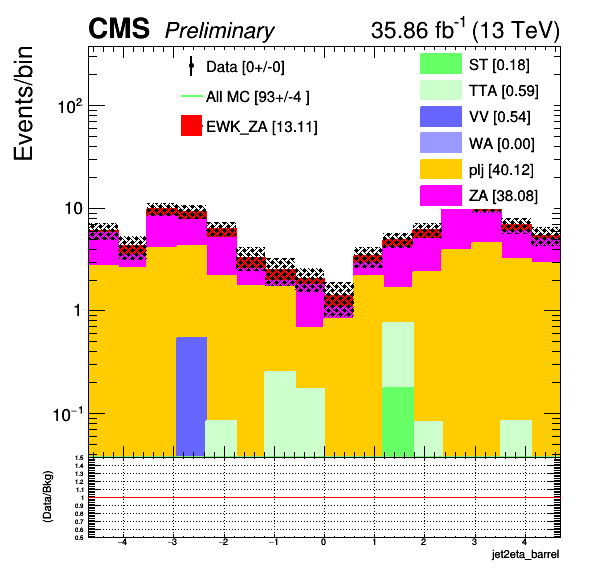 CMS Preliminary 35.86 fb⁻¹ (13 TeV)
Events/bin
Data [0+/-0]
All MC [93+/-4 ]
EWK_ZA [13.11]
ST [0.18]
TTA [0.59]
VV [0.54]
WA [0.00]
plj [40.12]
ZA [38.08]
10²
10
1
10⁻¹
(Data/Bkg)
1.5
1.4
1.3
1.2
1.1
1
0.9
0.8
0.7
0.6
0.5
−4 −3 −2 −1 0 1 2 3 4
jet2eta_barrel